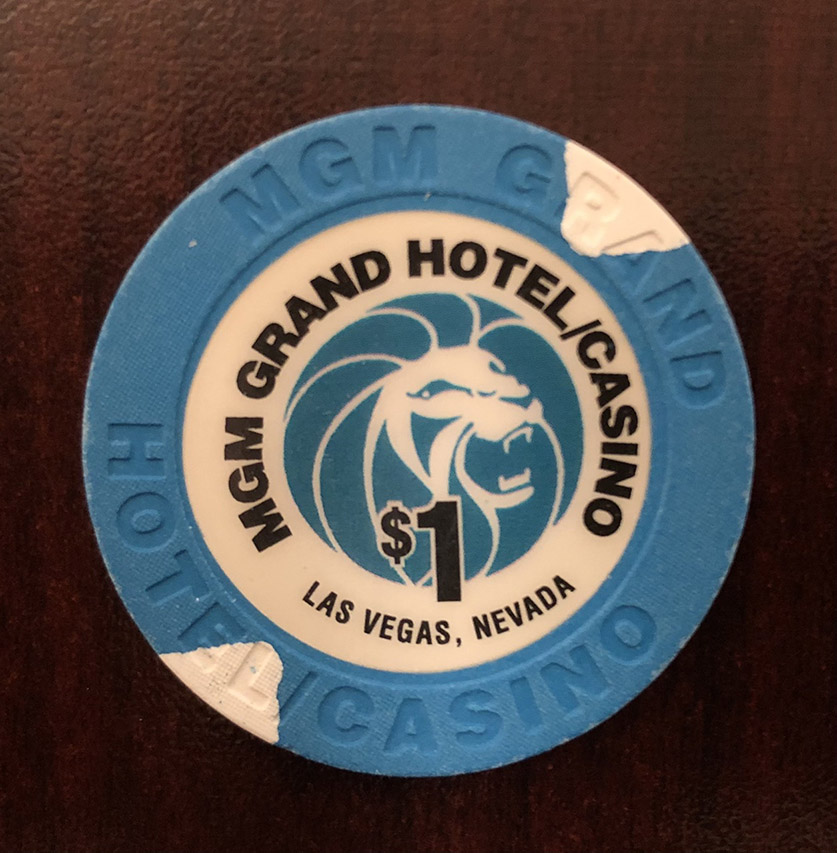 MGM GRAND
HOTEL/CASINO
MGM GRAND HOTEL/CASINO
$1
LAS VEGAS, NEVADA